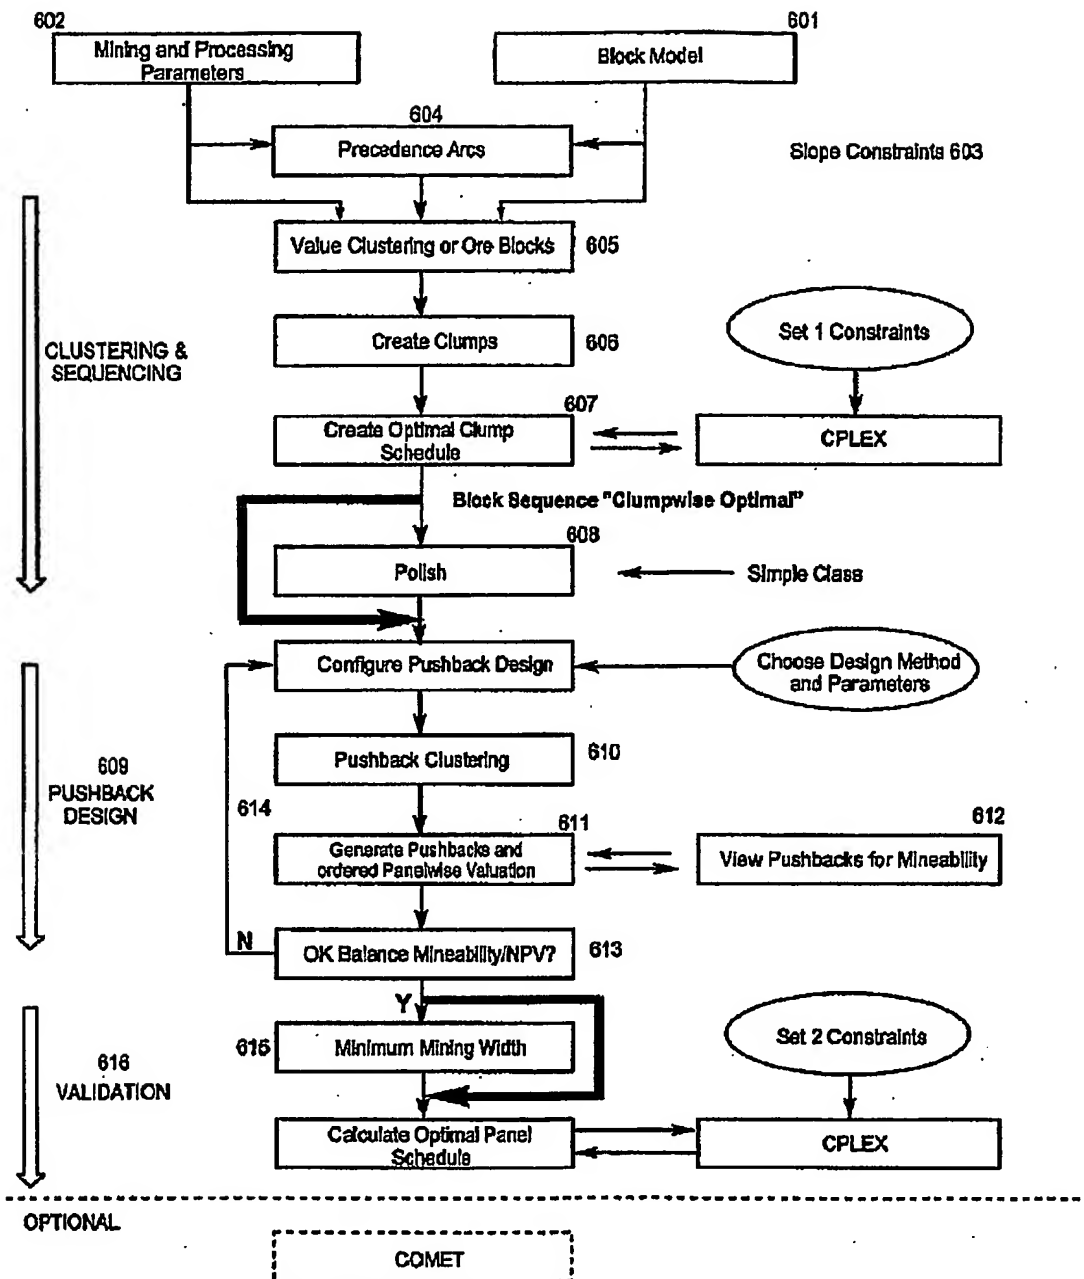 602
601
Mining and Processing
Parameters
Block Model
604
Precedence Arcs
Slope Constraints 603
Value Clustering or Ore Blocks
605
Create Clumps
606
Set 1 Constraints
CLUSTERING &
SEQUENCING
607
Create Optimal Clump
Schedule
CPLEX
Block Sequence "Clumpwise Optimal"
608
Polish
Simple Class
Configure Pushback Design
Choose Design Method
and Parameters
Pushback Clustering
610
609
PUSHBACK
DESIGN
614
611
612
Generate Pushbacks and
ordered Panelwise Valuation
View Pushbacks for Mineability
N
OK Balance Mineability/NPV?
613
Y
615
Minimum Mining Width
Set 2 Constraints
616
VALIDATION
Calculate Optimal Panel
Schedule
CPLEX
OPTIONAL
COMET